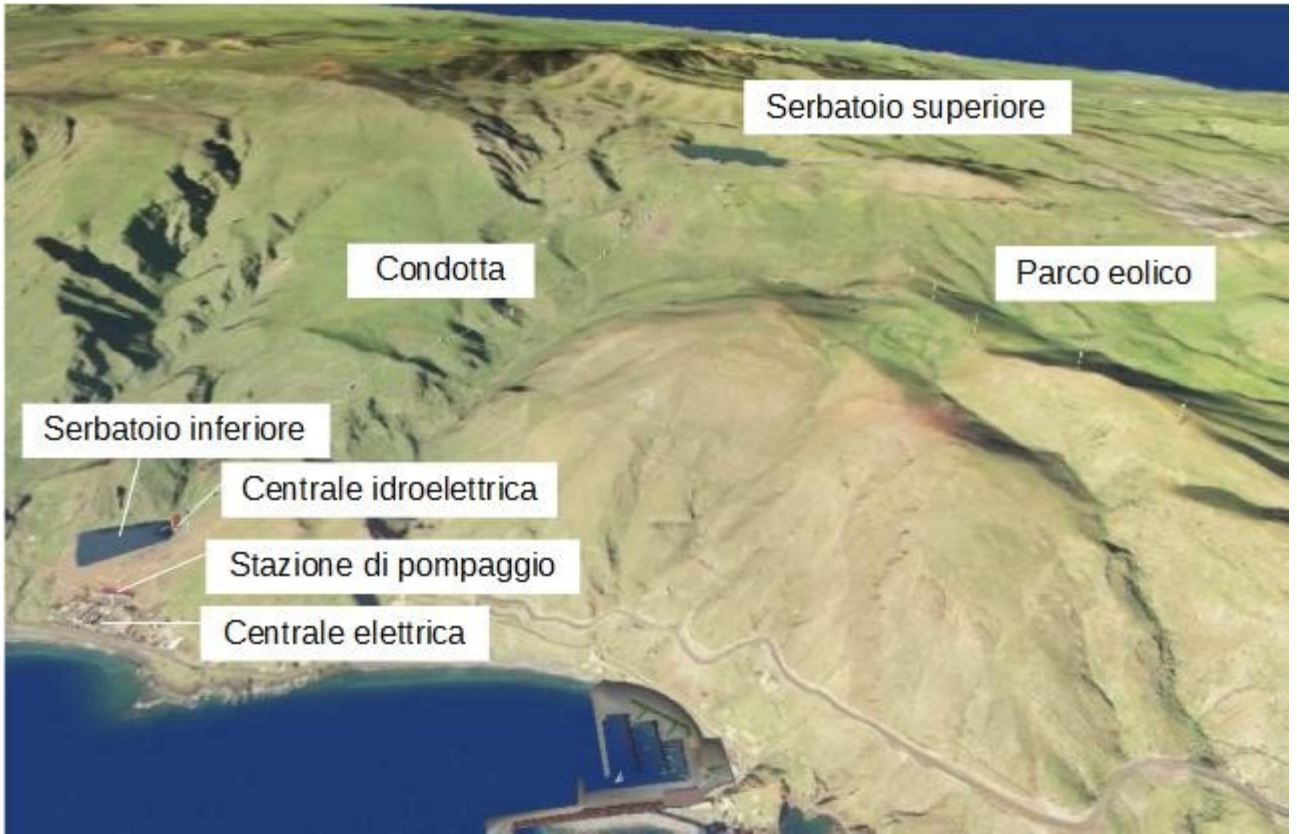 Serbatoio superiore
Condotta
Parco eolico
Serbatoio inferiore
Centrale idroelettrica
Stazione di pompaggio
Centrale elettrica